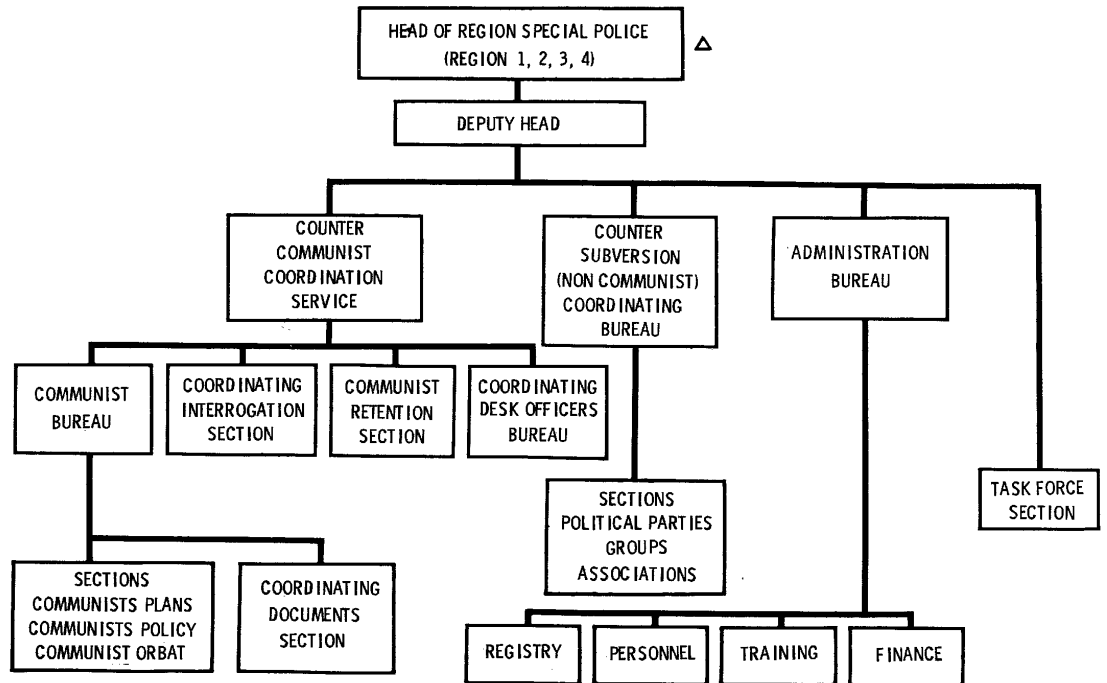 HEAD OF REGION SPECIAL POLICE
(REGION 1, 2, 3, 4)
Δ
DEPUTY HEAD
COUNTER
COMMUNIST
COORDINATION
SERVICE
COUNTER
SUBVERSION
(NON COMMUNIST)
COORDINATING
BUREAU
ADMINISTRATION
BUREAU
COMMUNIST
BUREAU
COORDINATING
INTERROGATION
SECTION
COMMUNIST
RETENTION
SECTION
COORDINATING
DESK OFFICERS
BUREAU
TASK FORCE
SECTION
SECTIONS
POLITICAL PARTIES
GROUPS
ASSOCIATIONS
SECTIONS
COMMUNISTS PLANS
COMMUNISTS POLICY
COMMUNIST ORBAT
COORDINATING
DOCUMENTS
SECTION
REGISTRY
PERSONNEL
TRAINING
FINANCE